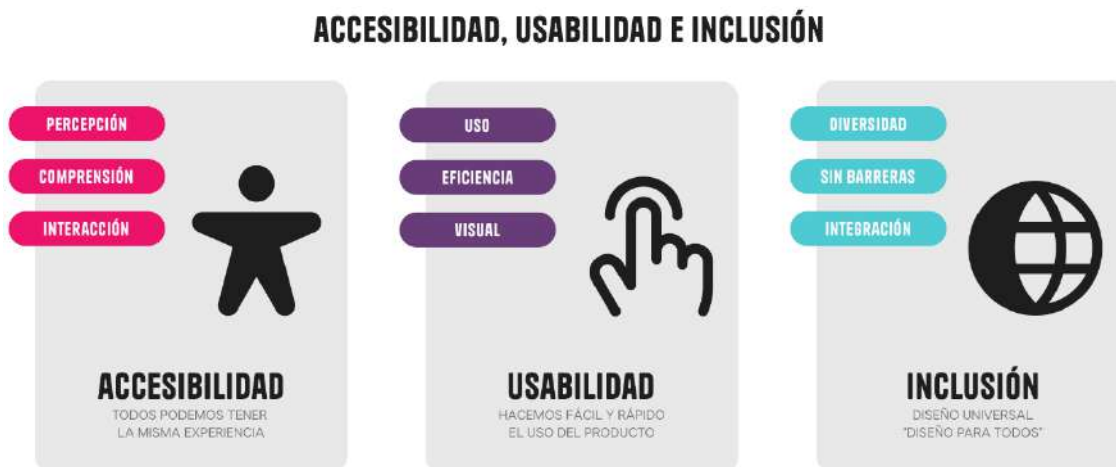 ACCESIBILIDAD, USABILIDAD E INCLUSIÓN
PERCEPCIÓN
COMPRENSIÓN
INTERACCIÓN
ACCESIBILIDAD
TODOS PODEMOS TENER
LA MISMA EXPERIENCIA
USO
EFICIENCIA
VISUAL
USABILIDAD
HACEMOS FÁCIL Y RÁPIDO
EL USO DEL PRODUCTO
DIVERSIDAD
SIN BARRERAS
INTEGRACIÓN
INCLUSIÓN
DISEÑO UNIVERSAL
"DISEÑO PARA TODOS"